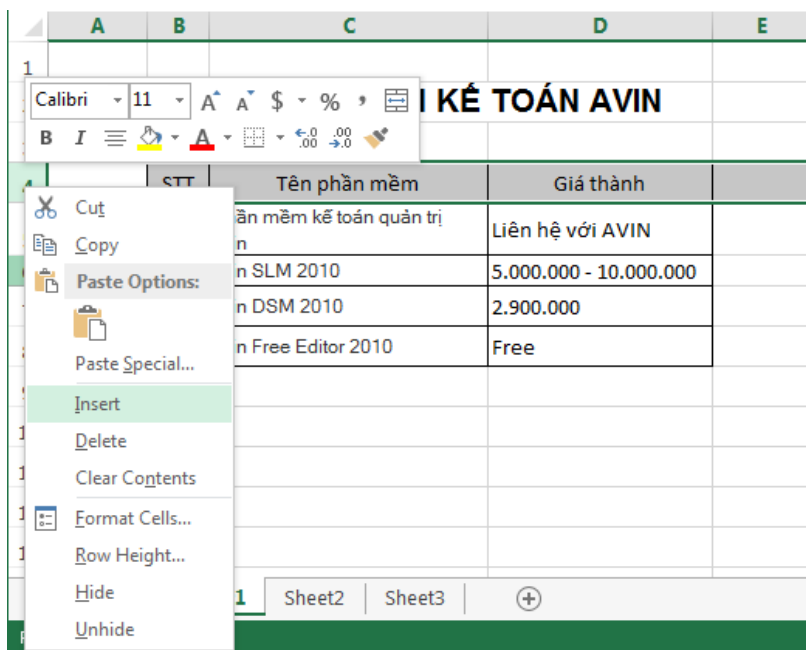 A B C D E
1
Calibri 11 A A $ % ,
KẾ TOÁN AVIN
B I A .0 .00 .00 .0
4 STT Tên phần mềm Giá thành
Cut
ần mềm kế toán quản trị
n
Liên hệ với AVIN
Copy
Paste Options:
n SLM 2010 5.000.000 - 10.000.000
n DSM 2010 2.900.000
n Free Editor 2010 Free
Paste Special...
Insert
Delete
Clear Contents
Format Cells...
Row Height...
Hide
Unhide
1 Sheet2 Sheet3